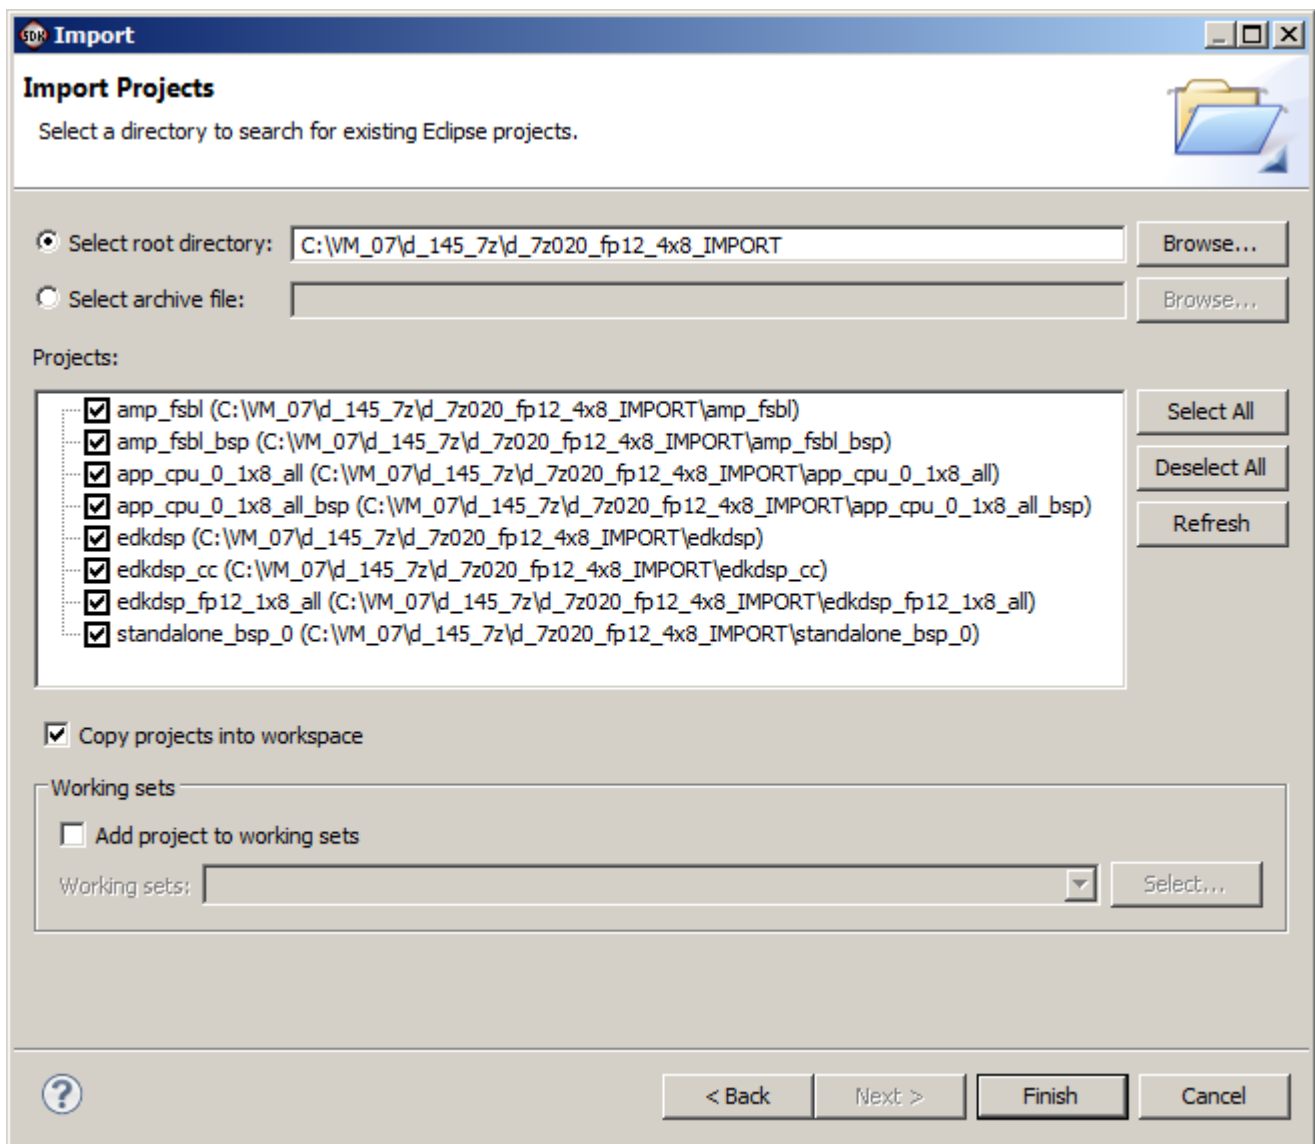 SDK Import
Import Projects
Select a directory to search for existing Eclipse projects.
Select root directory: C:\VM_07\d_145_7z\d_7z020_fp12_4x8_IMPORT Browse...
Select archive file: Browse...
Projects:
amp_fsbl (C:\VM_07\d_145_7z\d_7z020_fp12_4x8_IMPORT\amp_fsbl)
amp_fsbl_bsp (C:\VM_07\d_145_7z\d_7z020_fp12_4x8_IMPORT\amp_fsbl_bsp)
app_cpu_0_1x8_all (C:\VM_07\d_145_7z\d_7z020_fp12_4x8_IMPORT\app_cpu_0_1x8_all)
app_cpu_0_1x8_all_bsp (C:\VM_07\d_145_7z\d_7z020_fp12_4x8_IMPORT\app_cpu_0_1x8_all_bsp)
edkdsp (C:\VM_07\d_145_7z\d_7z020_fp12_4x8_IMPORT\edkdsp)
edkdsp_cc (C:\VM_07\d_145_7z\d_7z020_fp12_4x8_IMPORT\edkdsp_cc)
edkdsp_fp12_1x8_all (C:\VM_07\d_145_7z\d_7z020_fp12_4x8_IMPORT\edkdsp_fp12_1x8_all)
standalone_bsp_0 (C:\VM_07\d_145_7z\d_7z020_fp12_4x8_IMPORT\standalone_bsp_0)
Select All
Deselect All
Refresh
Copy projects into workspace
Working sets
Add project to working sets
Working sets: Select...
? < Back Next > Finish Cancel